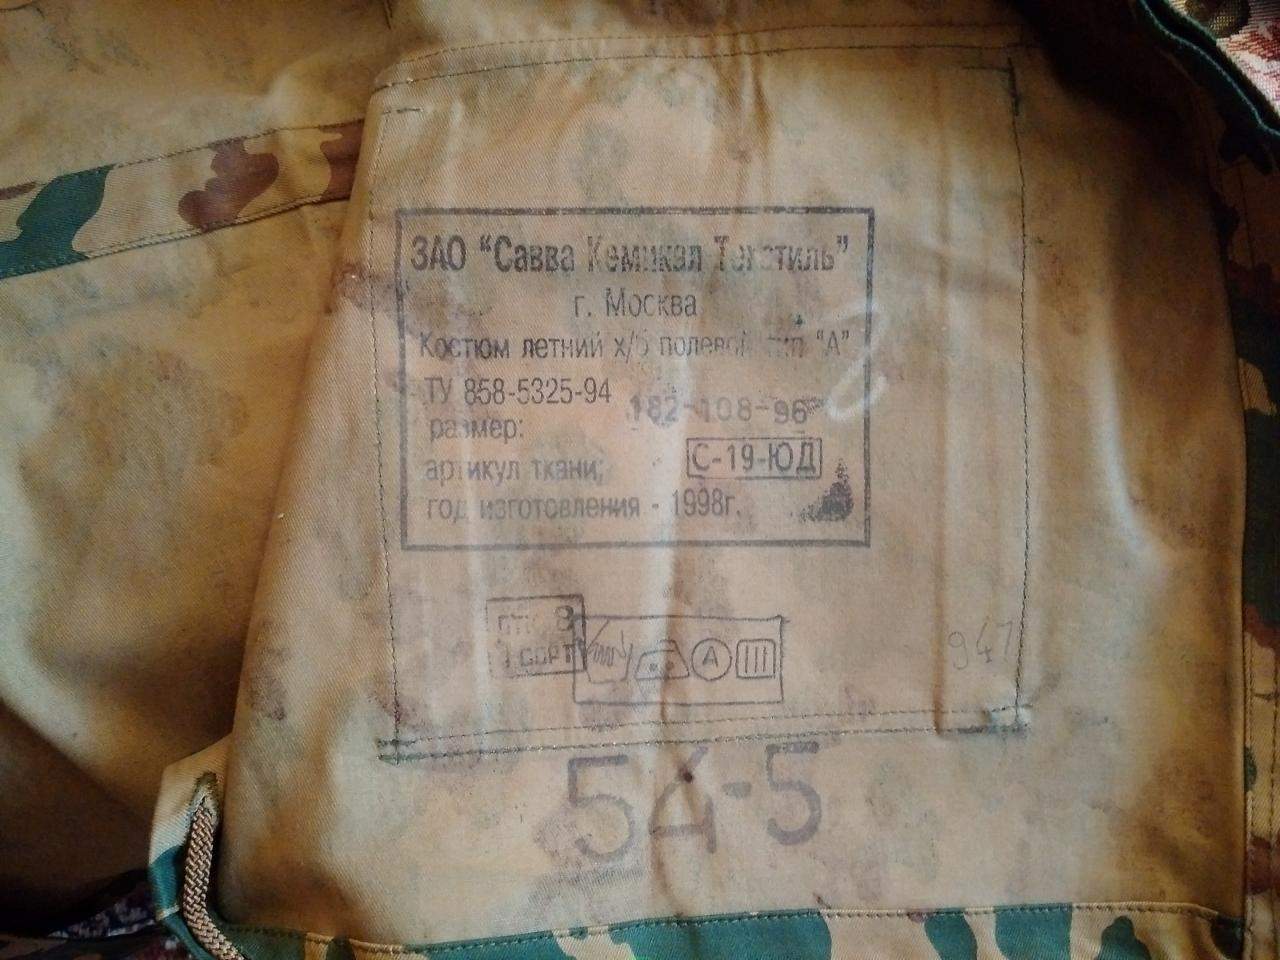 ЗАО “Савва Кемикал Текстиль”
г. Москва
Костюм летний х/б полевой тип “А”
ТУ 858-5325-94
размер: 182-108-96
артикул ткани; С-19-ЮД
год изготовления - 1998г.
8
1 СОРТ
А
947
54-5